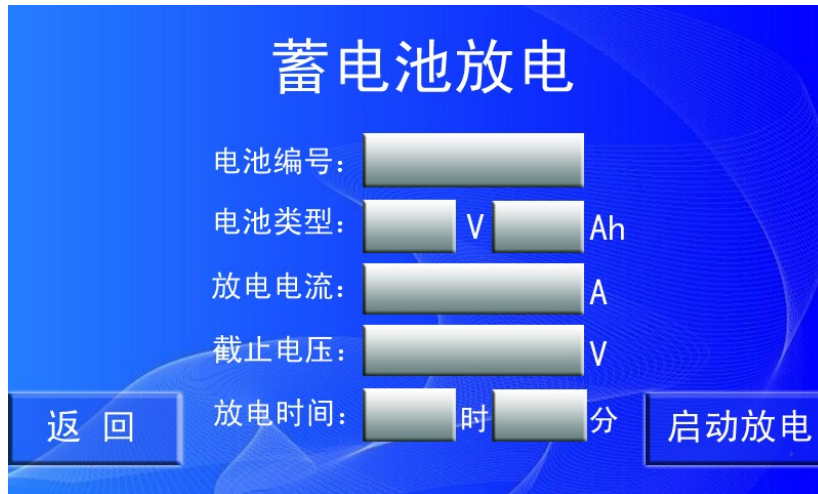 蓄电池放电
电池编号：
电池类型： V Ah
放电电流： A
截止电压： V
放电时间： 时 分
返 回
启动放电